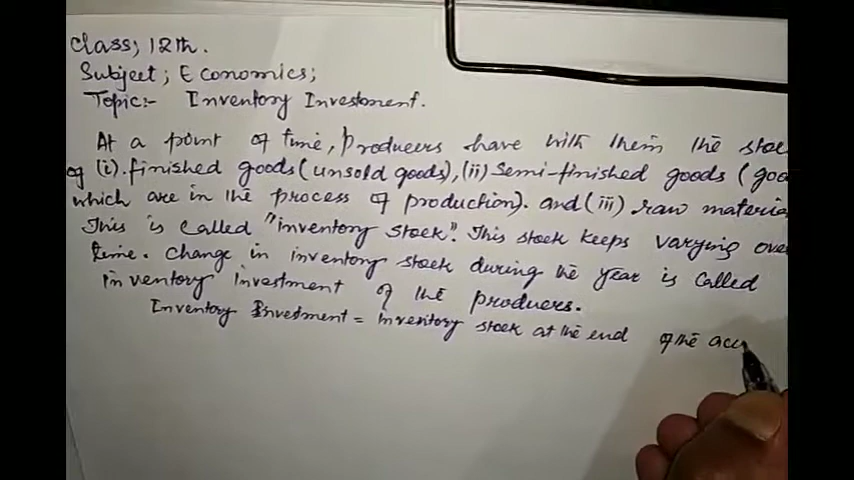 Class; 12th.
Subject; Economics;
Topic:- Inventory Investment.
At a point of time, producers have with them the stoc
of (i). finished goods (unsold goods), (ii) Semi-finished goods (goo
which are in the process of production). and (iii) raw materia
This is called "inventory stock". This stock keeps varying ove
time. Change in inventory stock during the year is called
inventory investment of the producers.
Inventory Investment = inventory stock at the end of the acc